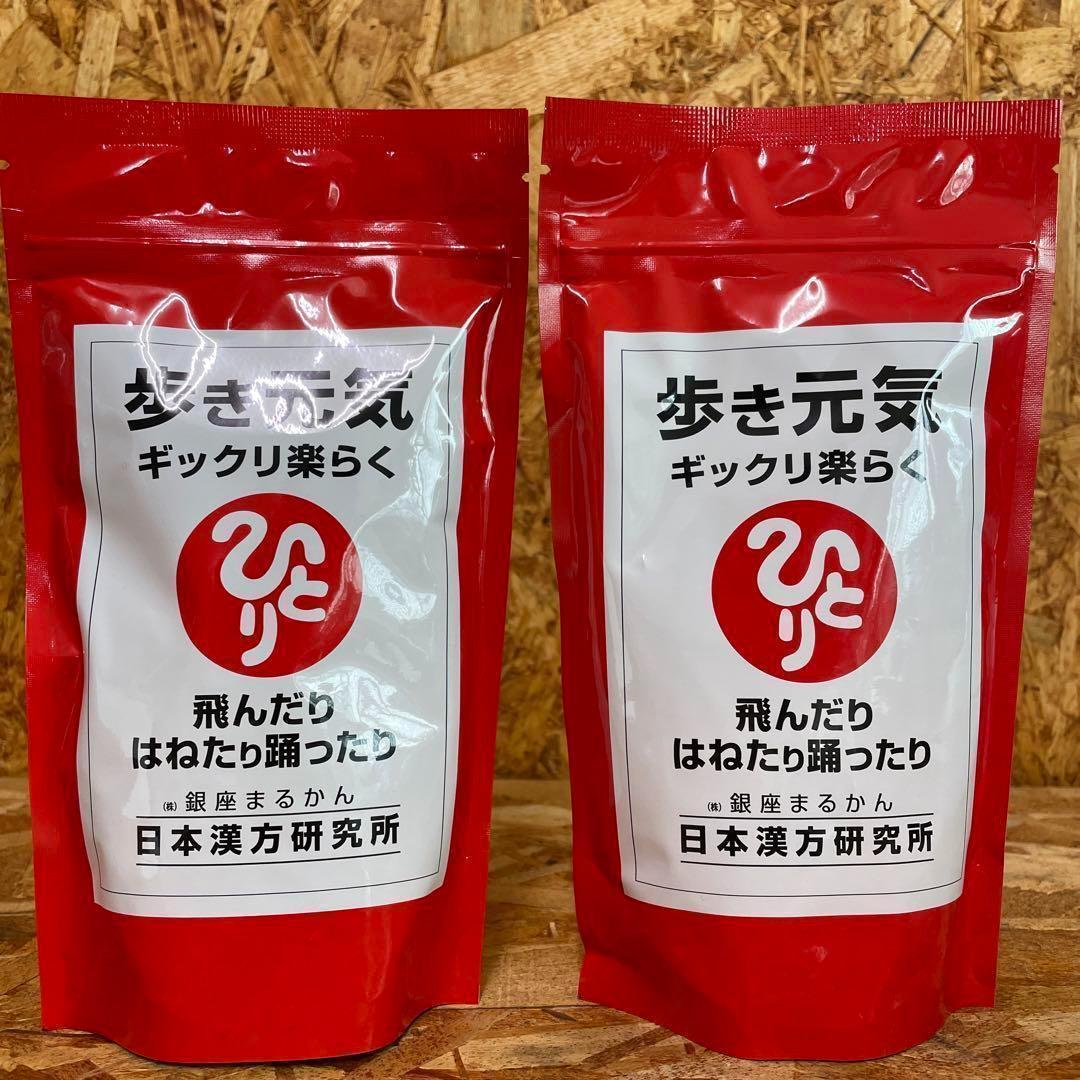 歩き元気
ギックリ楽らく
ひとり
飛んだり
はねたり踊ったり
㈱銀座まるかん
日本漢方研究所
歩き元気
ギックリ楽らく
ひとり
飛んだり
はねたり踊ったり
㈱銀座まるかん
日本漢方研究所